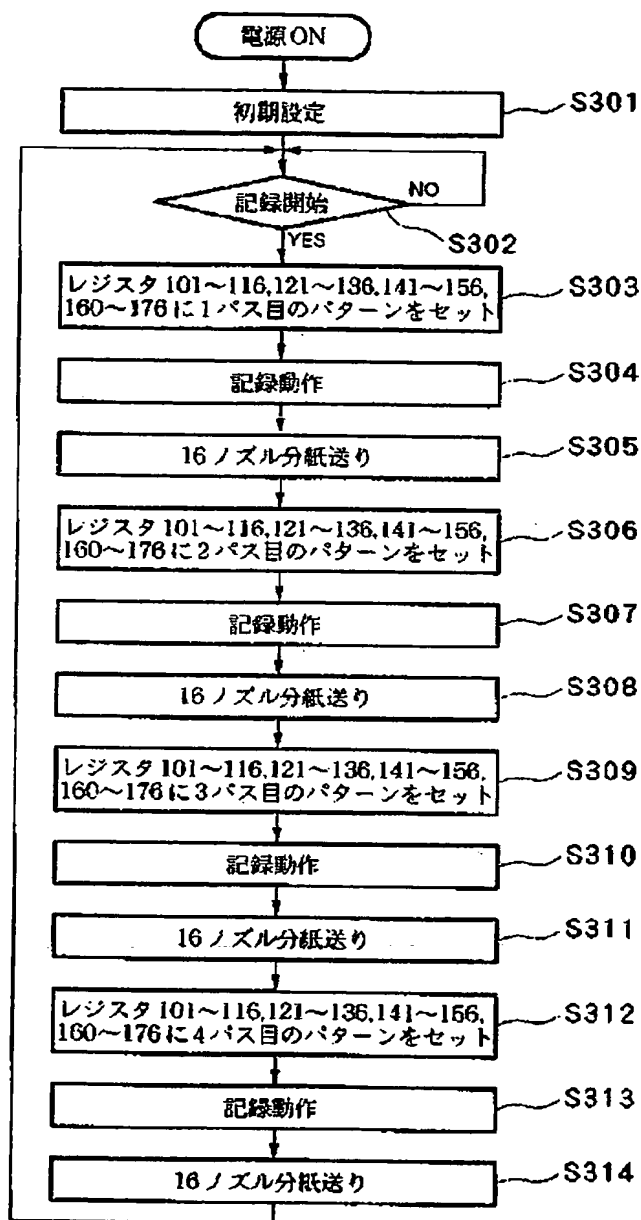 電源ON
初期設定
S301
記録開始
NO
S302
YES
レジスタ101~116,121~136,141~156,
160~176に1パス目のパターンをセット
S303
記録動作
S304
16ノズル分紙送り
S305
レジスタ101~116,121~136,141~156,
160~176に2パス目のパターンをセット
S306
記録動作
S307
16ノズル分紙送り
S308
レジスタ101~116,121~136,141~156,
160~176に3パス目のパターンをセット
S309
記録動作
S310
16ノズル分紙送り
S311
レジスタ101~116,121~136,141~156,
160~176に4パス目のパターンをセット
S312
記録動作
S313
16ノズル分紙送り
S314